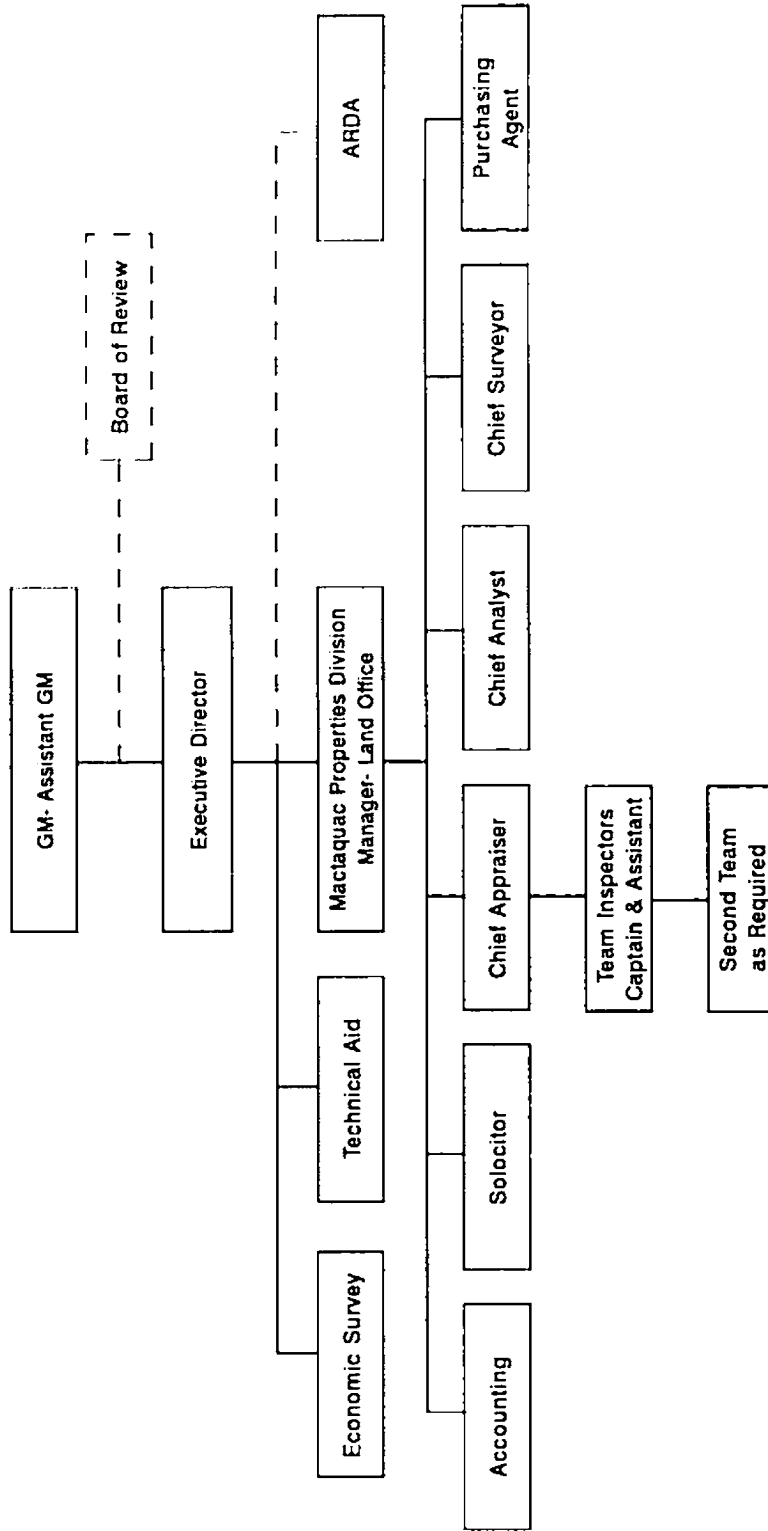 GM- Assistant GM
Board of Review
Executive Director
Economic Survey
Technical Aid
Mactaquac Properties Division
Manager- Land Office
ARDA
Accounting
Solocitor
Chief Appraiser
Chief Analyst
Chief Surveyor
Purchasing
Agent
Team Inspectors
Captain & Assistant
Second Team
as Required